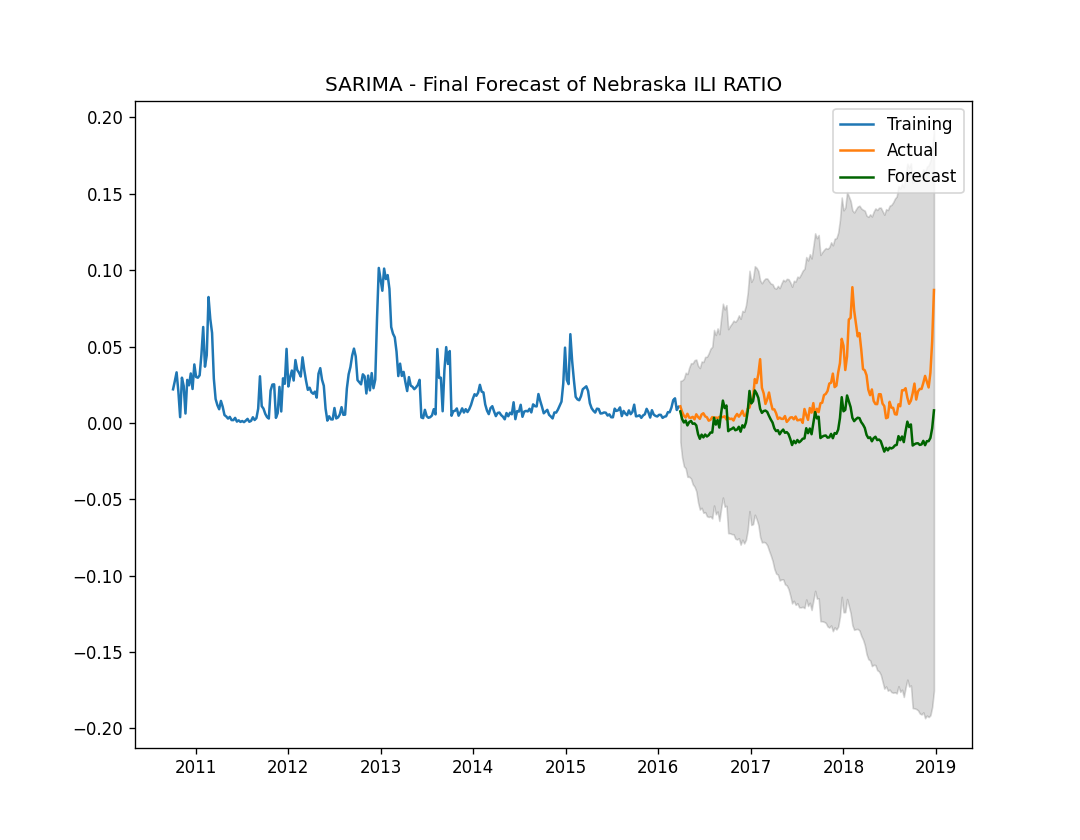 SARIMA - Final Forecast of Nebraska ILI RATIO
Training
Actual
Forecast
0.20
0.15
0.10
0.05
0.00
−0.05
−0.10
−0.15
−0.20
2011 2012 2013 2014 2015 2016 2017 2018 2019